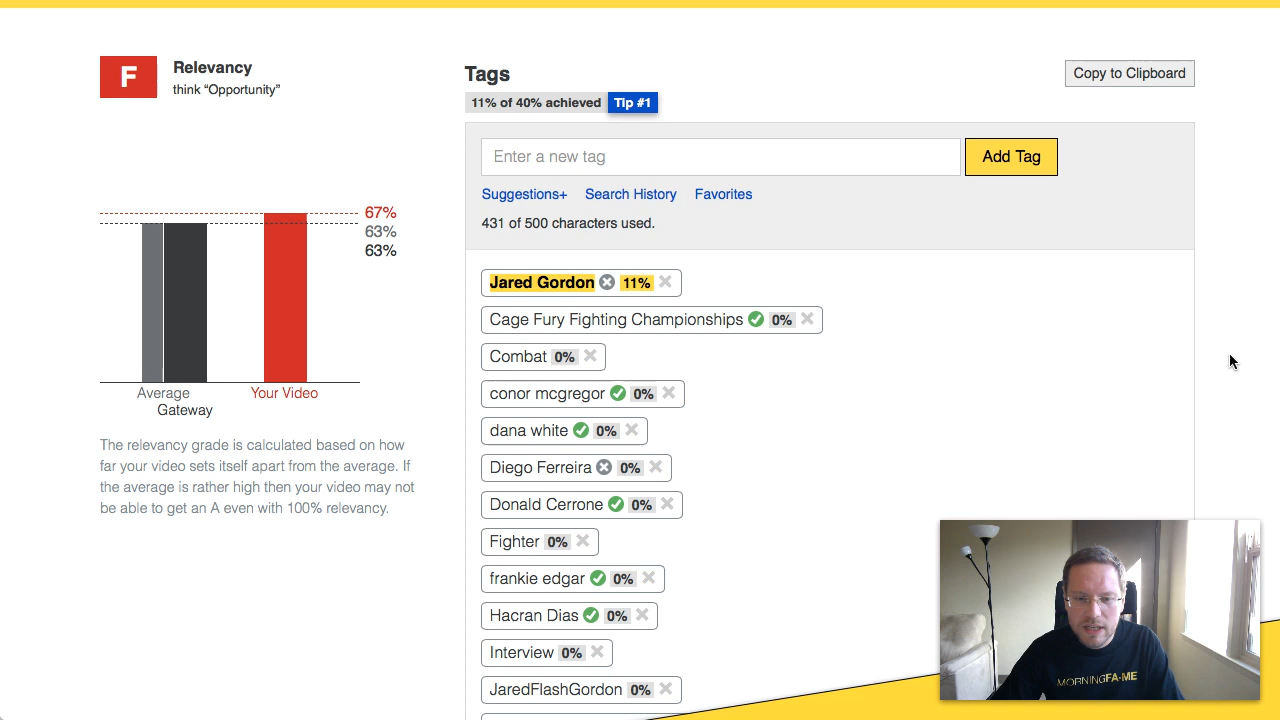 F
Relevancy
think “Opportunity”
67%
63%
63%
Average
Gateway
Your Video
The relevancy grade is calculated based on how
far your video sets itself apart from the average. If
the average is rather high then your video may not
be able to get an A even with 100% relevancy.
Tags
Copy to Clipboard
11% of 40% achieved Tip #1
Enter a new tag
Add Tag
Suggestions+ Search History Favorites
431 of 500 characters used.
Jared Gordon 11%
Cage Fury Fighting Championships 0%
Combat 0%
conor mcgregor 0%
dana white 0%
Diego Ferreira 0%
Donald Cerrone 0%
Fighter 0%
frankie edgar 0%
Hacran Dias 0%
Interview 0%
JaredFlashGordon 0%
MORNINGFA·ME